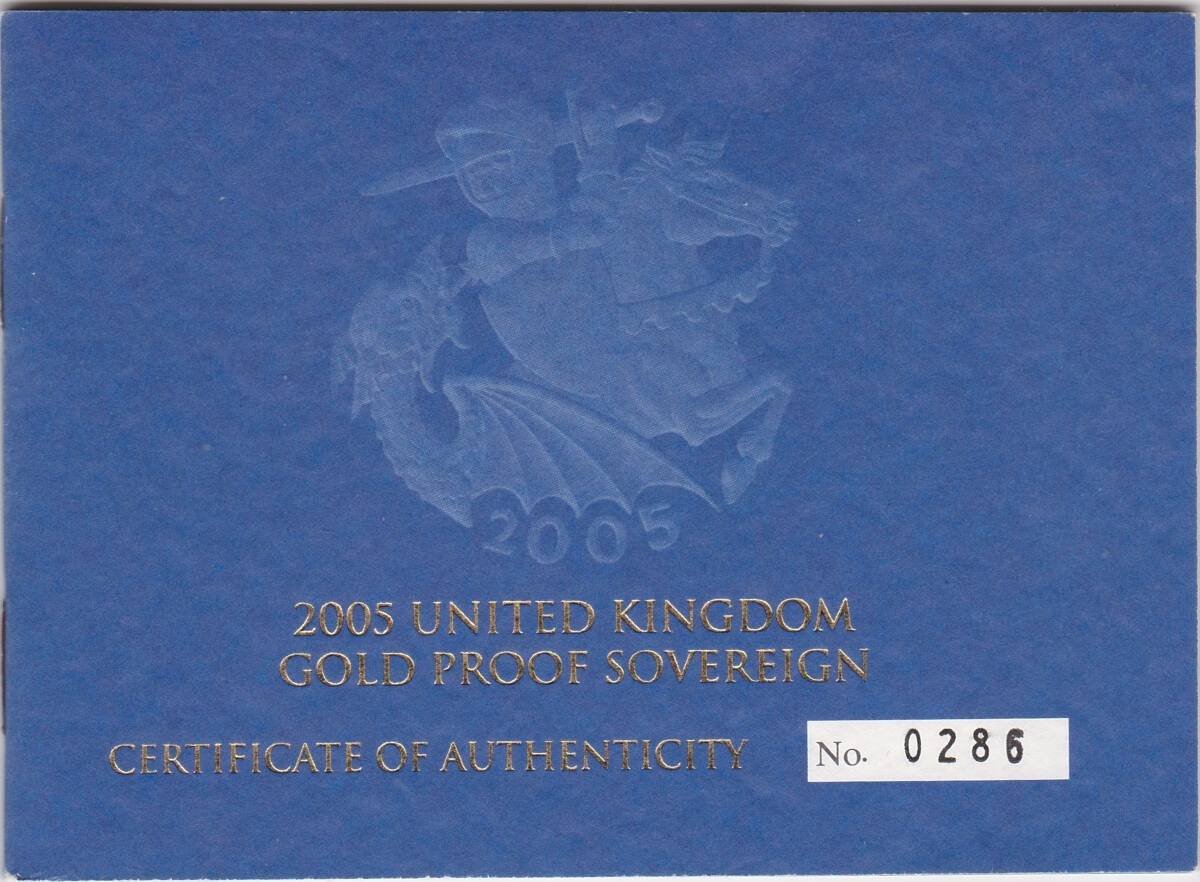 2005
2005 UNITED KINGDOM
GOLD PROOF SOVEREIGN
CERTIFICATE OF AUTHENTICITY
No. 0286